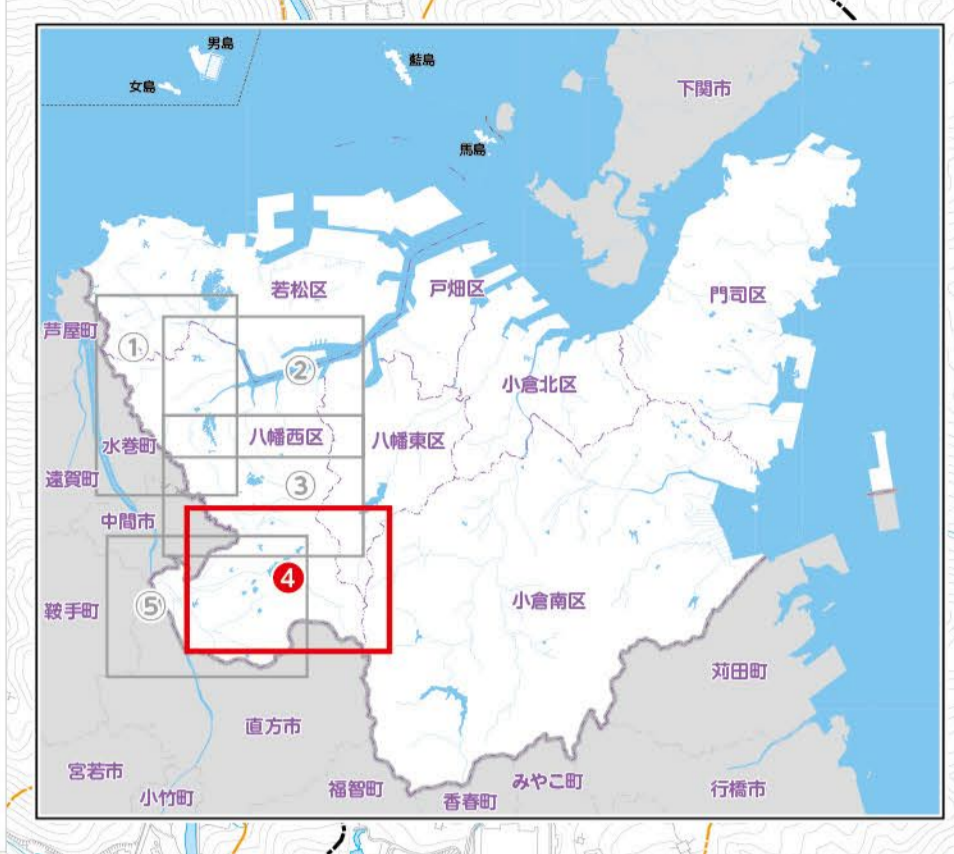 男島
藍島
女島
下関市
馬島
若松区
戸畑区
門司区
芦屋町
①
②
小倉北区
水巻町
八幡西区
八幡東区
遠賀町
③
中間市
④
⑤
鞍手町
小倉南区
苅田町
直方市
宮若市
小竹町
福智町
香春町
みやこ町
行橋市